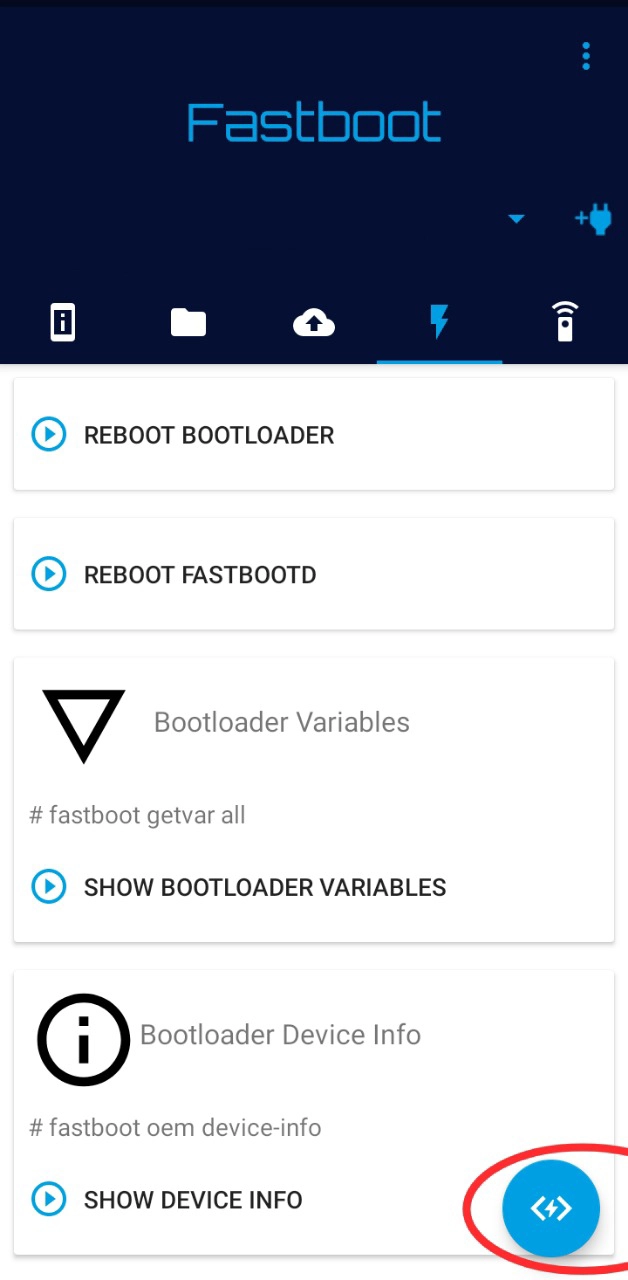 Fastboot
REBOOT BOOTLOADER
REBOOT FASTBOOTD
Bootloader Variables
# fastboot getvar all
SHOW BOOTLOADER VARIABLES
Bootloader Device Info
# fastboot oem device-info
SHOW DEVICE INFO